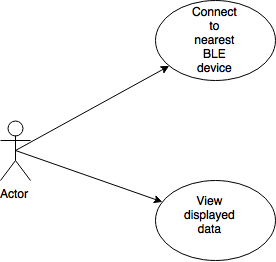 Connect
to
nearest
BLE
device
Actor
View
displayed
data